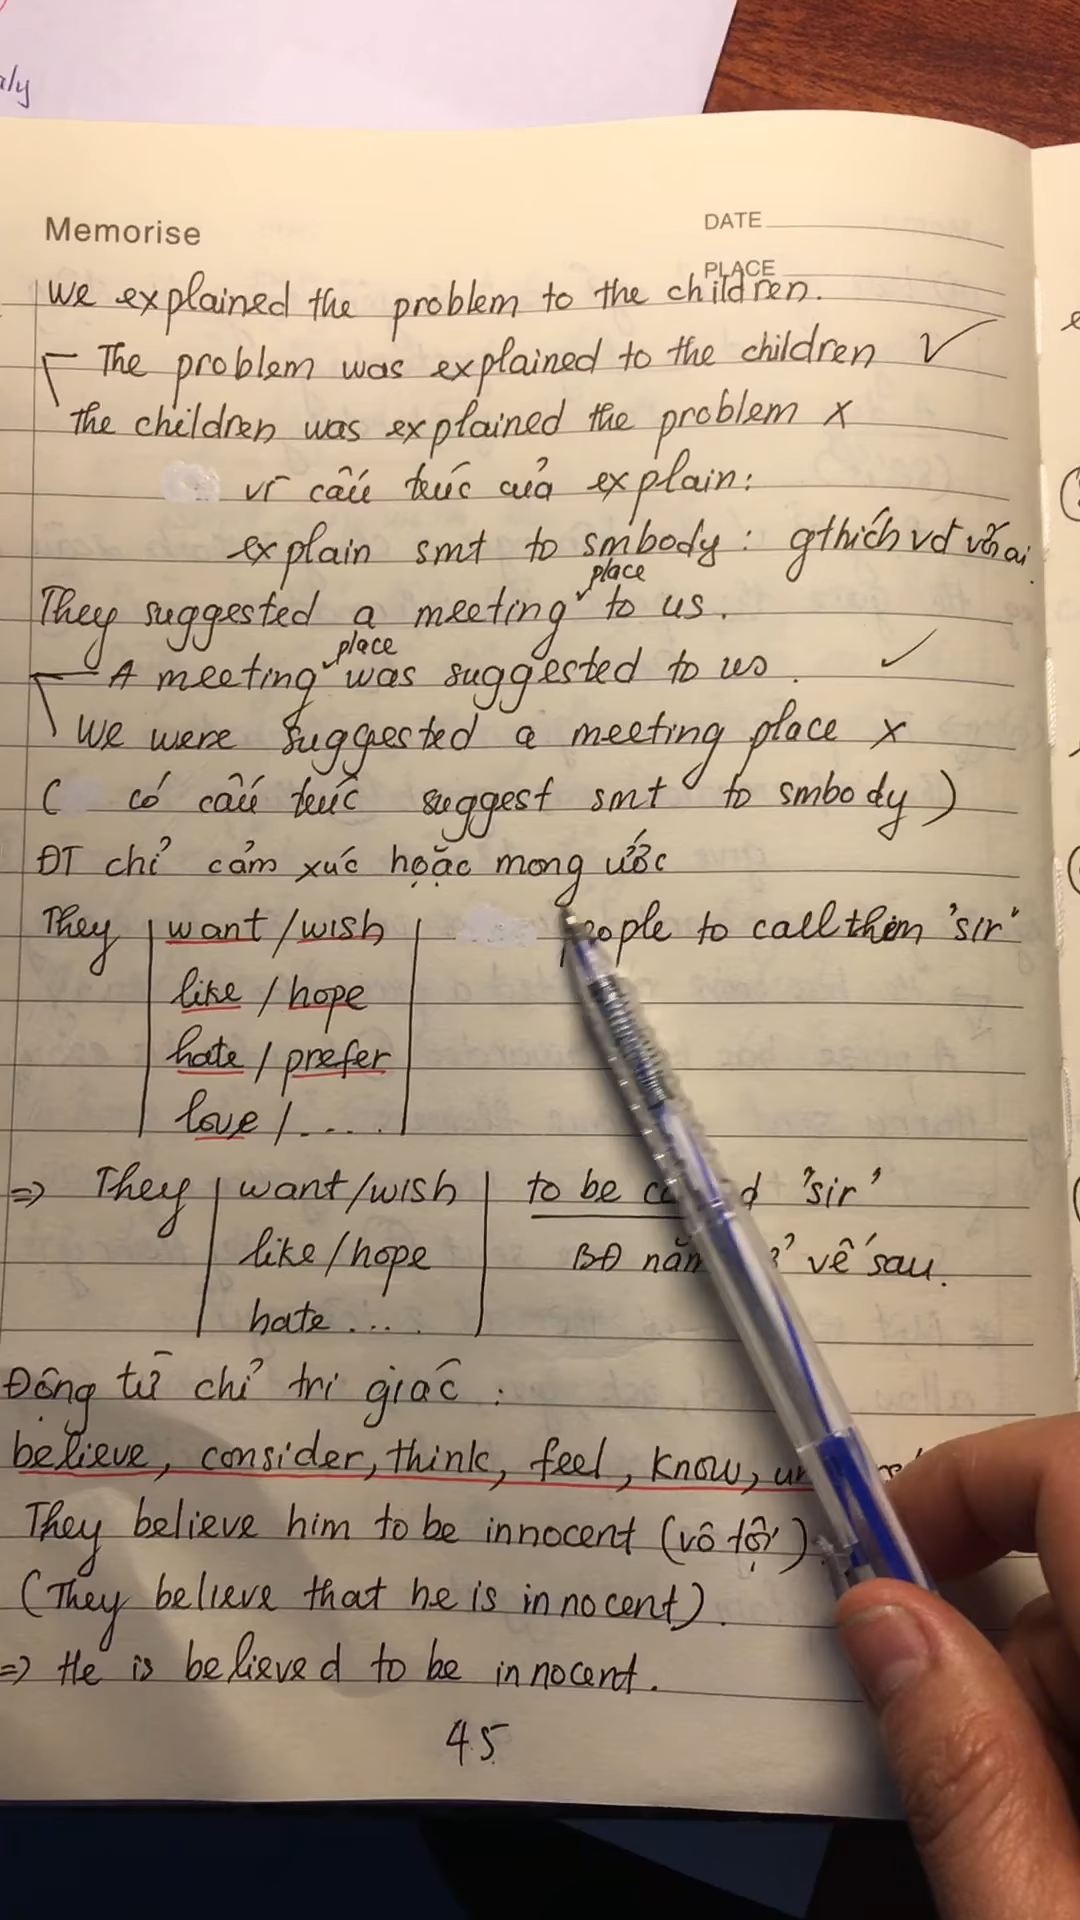 aly
Memorise
DATE
PLACE
We explained the problem to the children.
The problem was explained to the children ✓
the children was explained the problem x
vì cấu trúc của explain:
explain smt to smbody: gthích vđ với ai
place
They suggested a meeting ✓ to us.
place
A meeting ✓ was suggested to us. ✓
We were suggested a meeting place x
( có cấu trúc suggest smt to smbody )
ĐT chỉ cảm xúc hoặc mong ước
They want / wish people to call them 'sir'
like / hope
hate / prefer
love / ....
=> They want/wish to be 'sir'
like / hope BĐ vế sau.
hate ...
Động từ chỉ tri giác :
believe, consider, think, feel, know,
They believe him to be innocent (vô tội)
(They believe that he is innocent).
=> He is believed to be innocent.
45